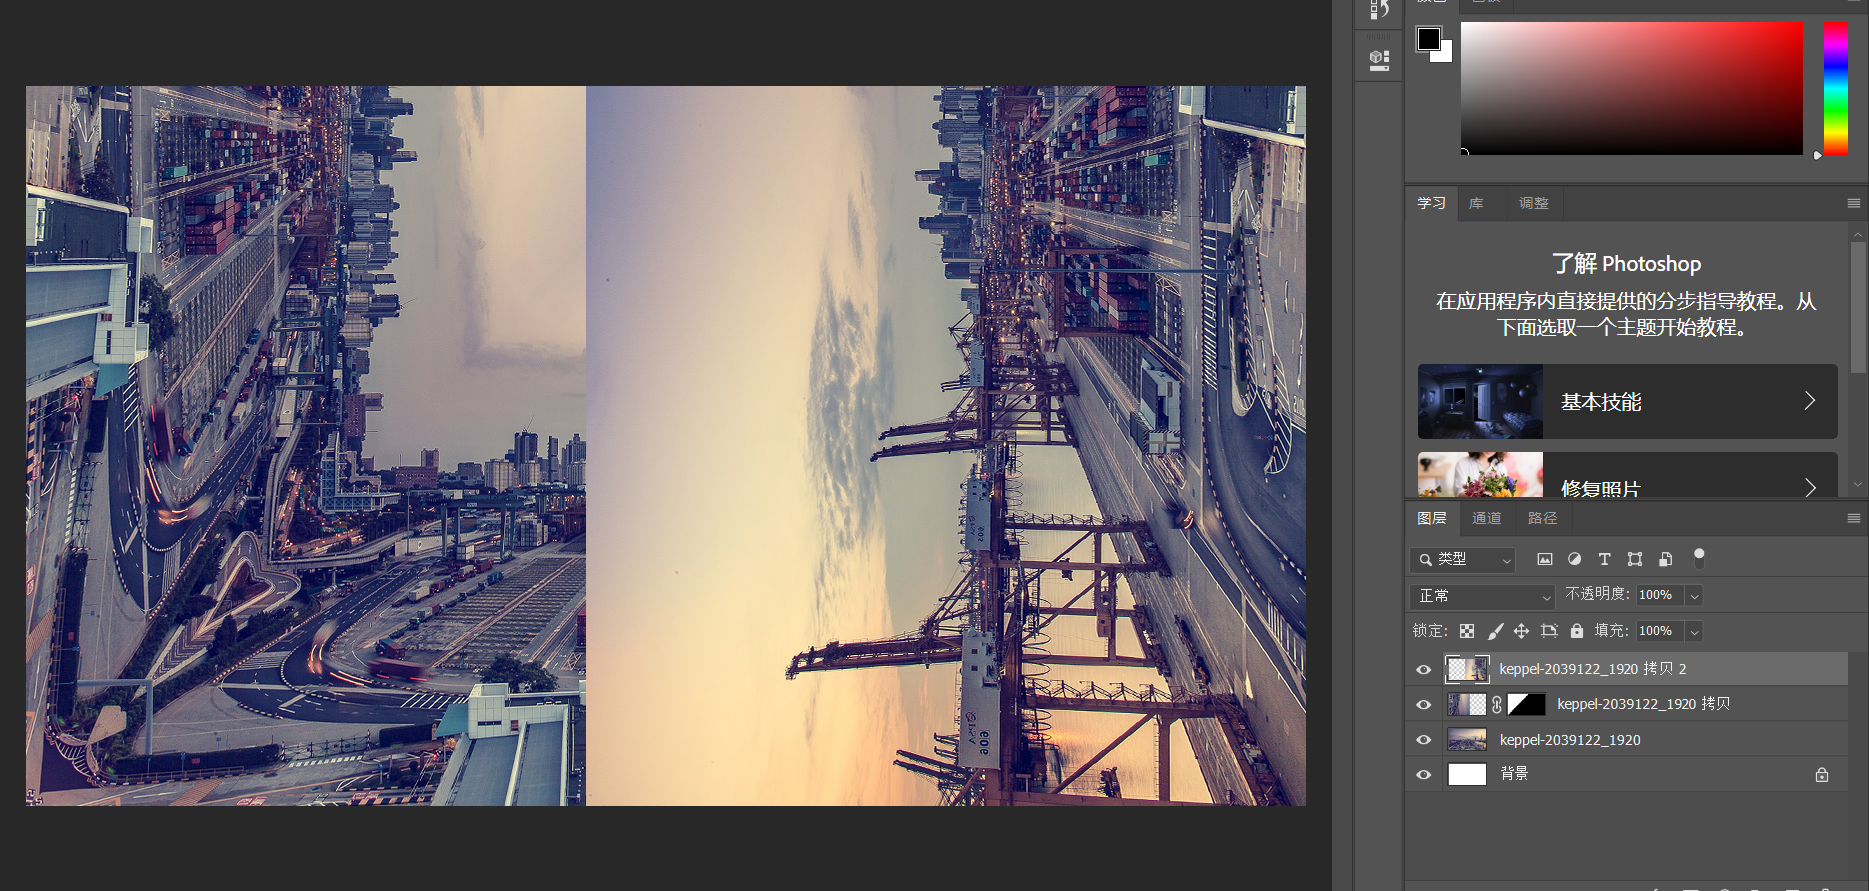 学习
库
调整
了解 Photoshop
在应用程序内直接提供的分步指导教程。从
下面选取一个主题开始教程。
基本技能
修复照片
图层
通道
路径
类型
正常
不透明度:
100%
锁定:
填充:
100%
keppel-2039122_1920 拷贝 2
keppel-2039122_1920 拷贝
keppel-2039122_1920
背景